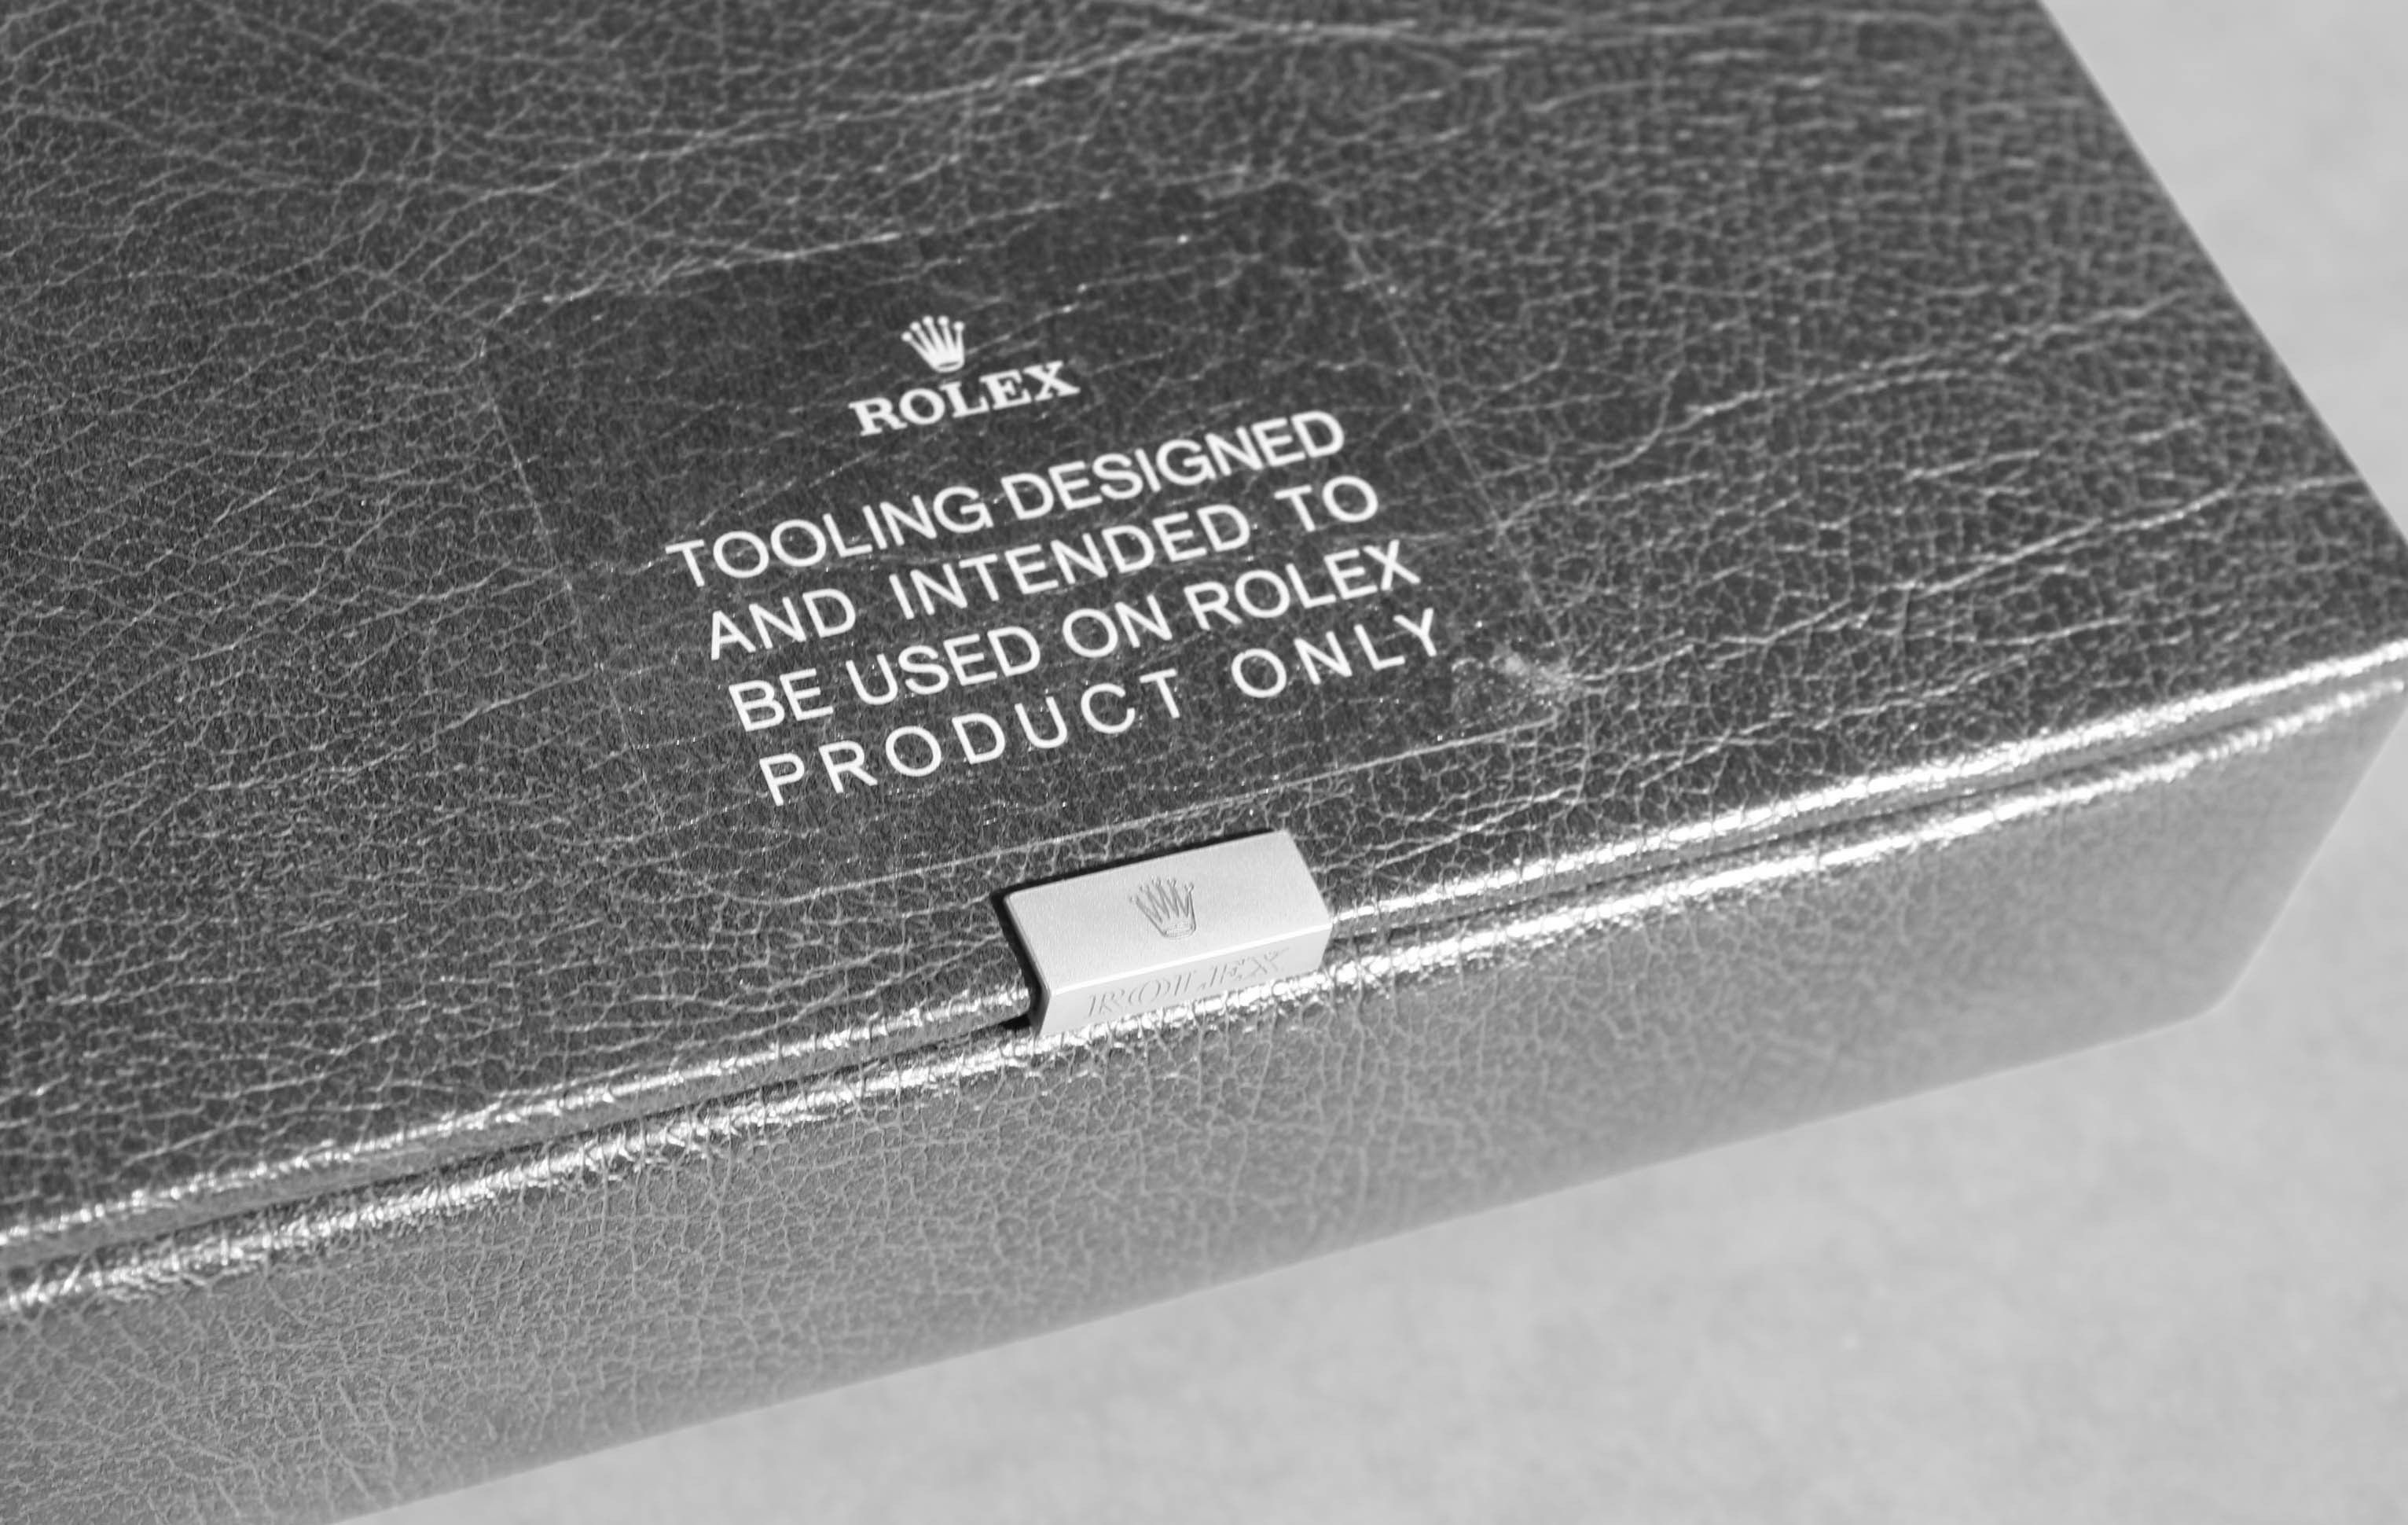 ROLEX
TOOLING DESIGNED
AND INTENDED TO
BE USED ON ROLEX
PRODUCT ONLY
ROLEX